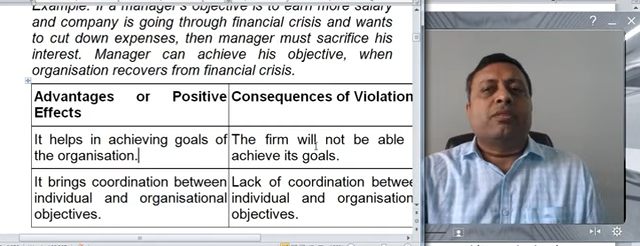 Example: If a manager's objective is to earn more salary
and company is going through financial crisis and wants
to cut down expenses, then manager must sacrifice his
interest. Manager can achieve his objective, when
organisation recovers from financial crisis.
Advantages or Positive Effects
Consequences of Violation
It helps in achieving goals of the organisation.
The firm will not be able
achieve its goals.
It brings coordination between individual and organisational objectives.
Lack of coordination
individual and
objectives.